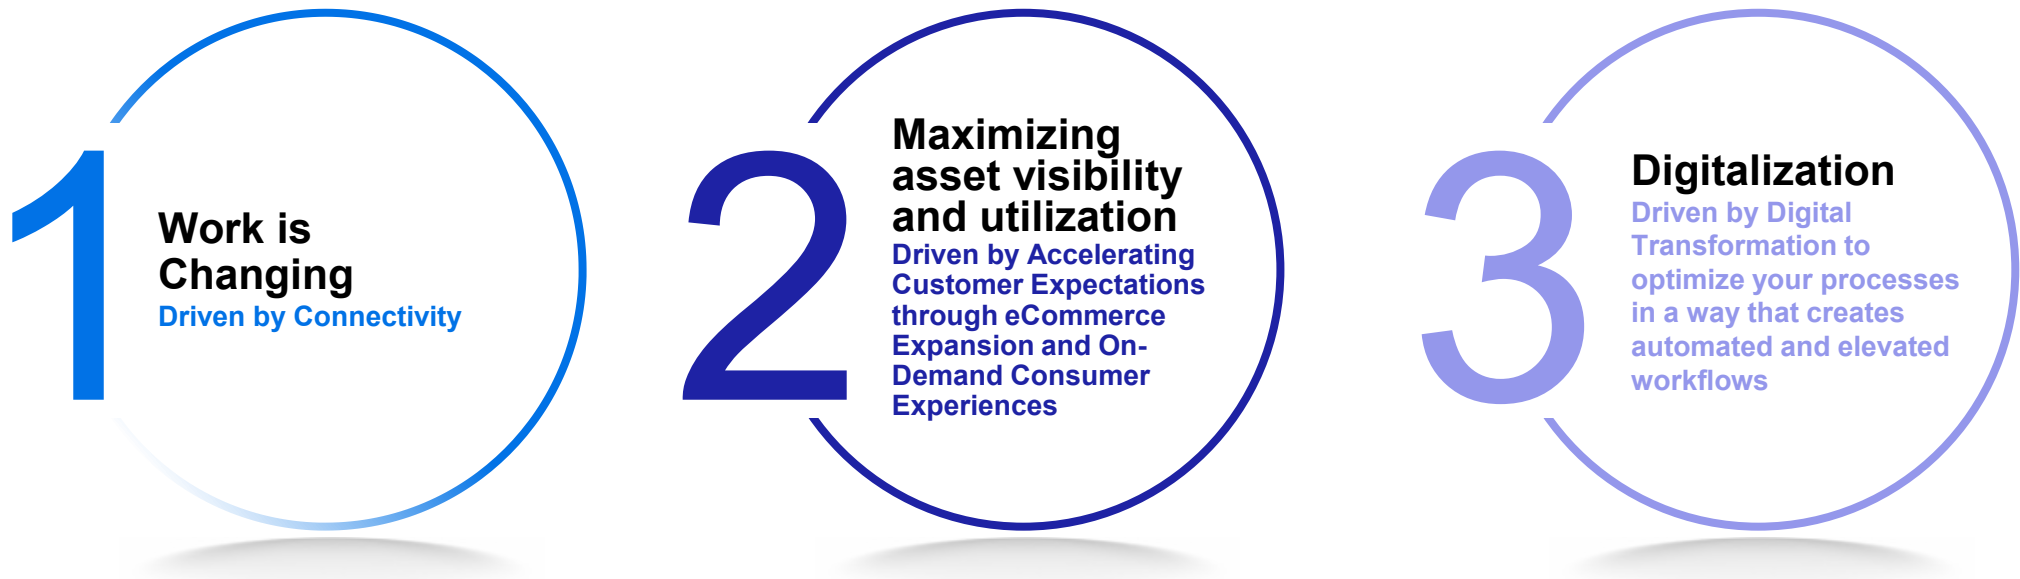 1
Work is
Changing
Driven by Connectivity
2
Maximizing
asset visibility
and utilization
Driven by Accelerating
Customer Expectations
through eCommerce
Expansion and On-
Demand Consumer
Experiences
3
Digitalization
Driven by Digital
Transformation to
optimize your processes
in a way that creates
automated and elevated
workflows